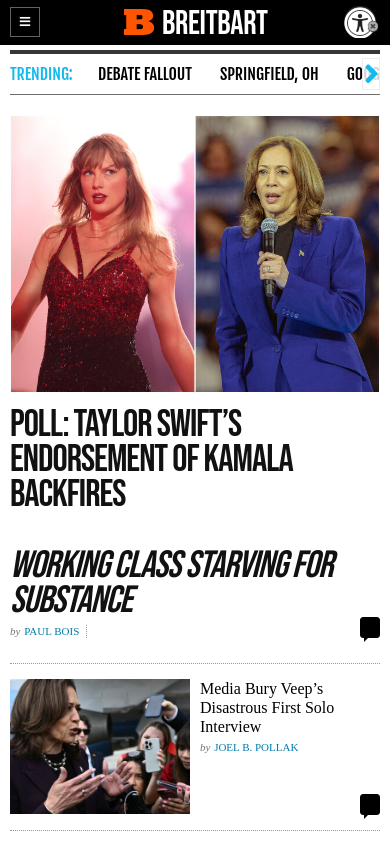 BREITBART
TRENDING: DEBATE FALLOUT SPRINGFIELD, OH
POLL: TAYLOR SWIFT’S
ENDORSEMENT OF KAMALA
BACKFIRES
WORKING CLASS STARVING FOR
SUBSTANCE
by PAUL BOIS
Media Bury Veep’s
Disastrous First Solo
Interview
by JOEL B. POLLAK